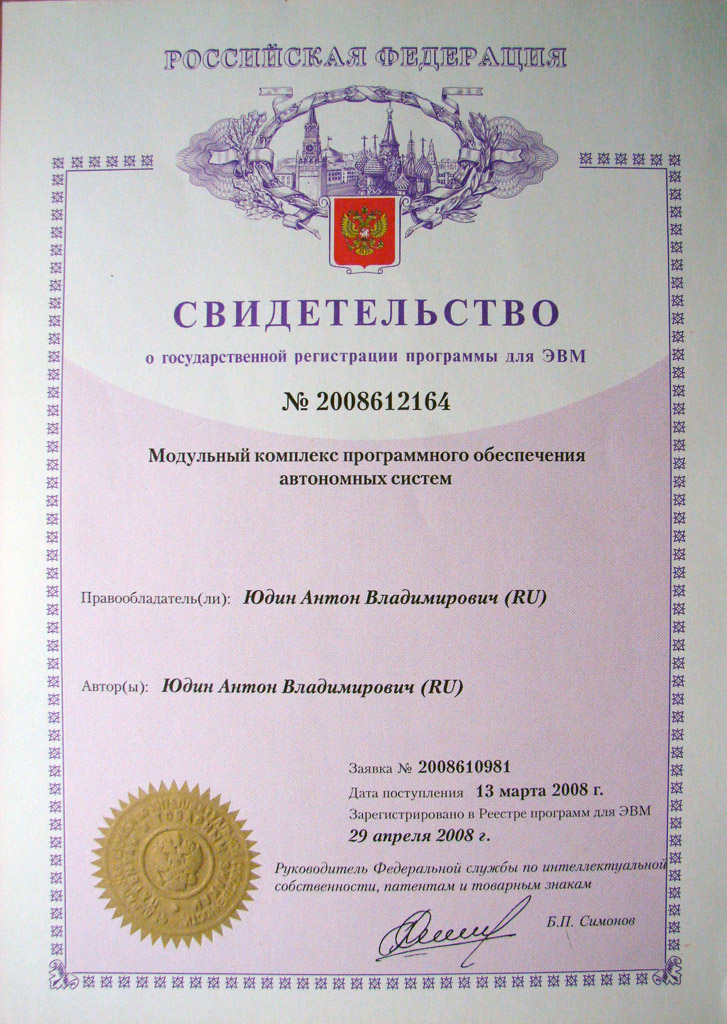 РОССИЙСКАЯ ФЕДЕРАЦИЯ
СВИДЕТЕЛЬСТВО
о государственной регистрации программы для ЭВМ
№ 2008612164
Модульный комплекс программного обеспечения
автономных систем
Правообладатель(ли): Юдин Антон Владимирович (RU)
Автор(ы): Юдин Антон Владимирович (RU)
Заявка № 2008610981
Дата поступления 13 марта 2008 г.
Зарегистрировано в Реестре программ для ЭВМ
29 апреля 2008 г.
Руководитель Федеральной службы по интеллектуальной
собственности, патентам и товарным знакам
Б.П. Симонов